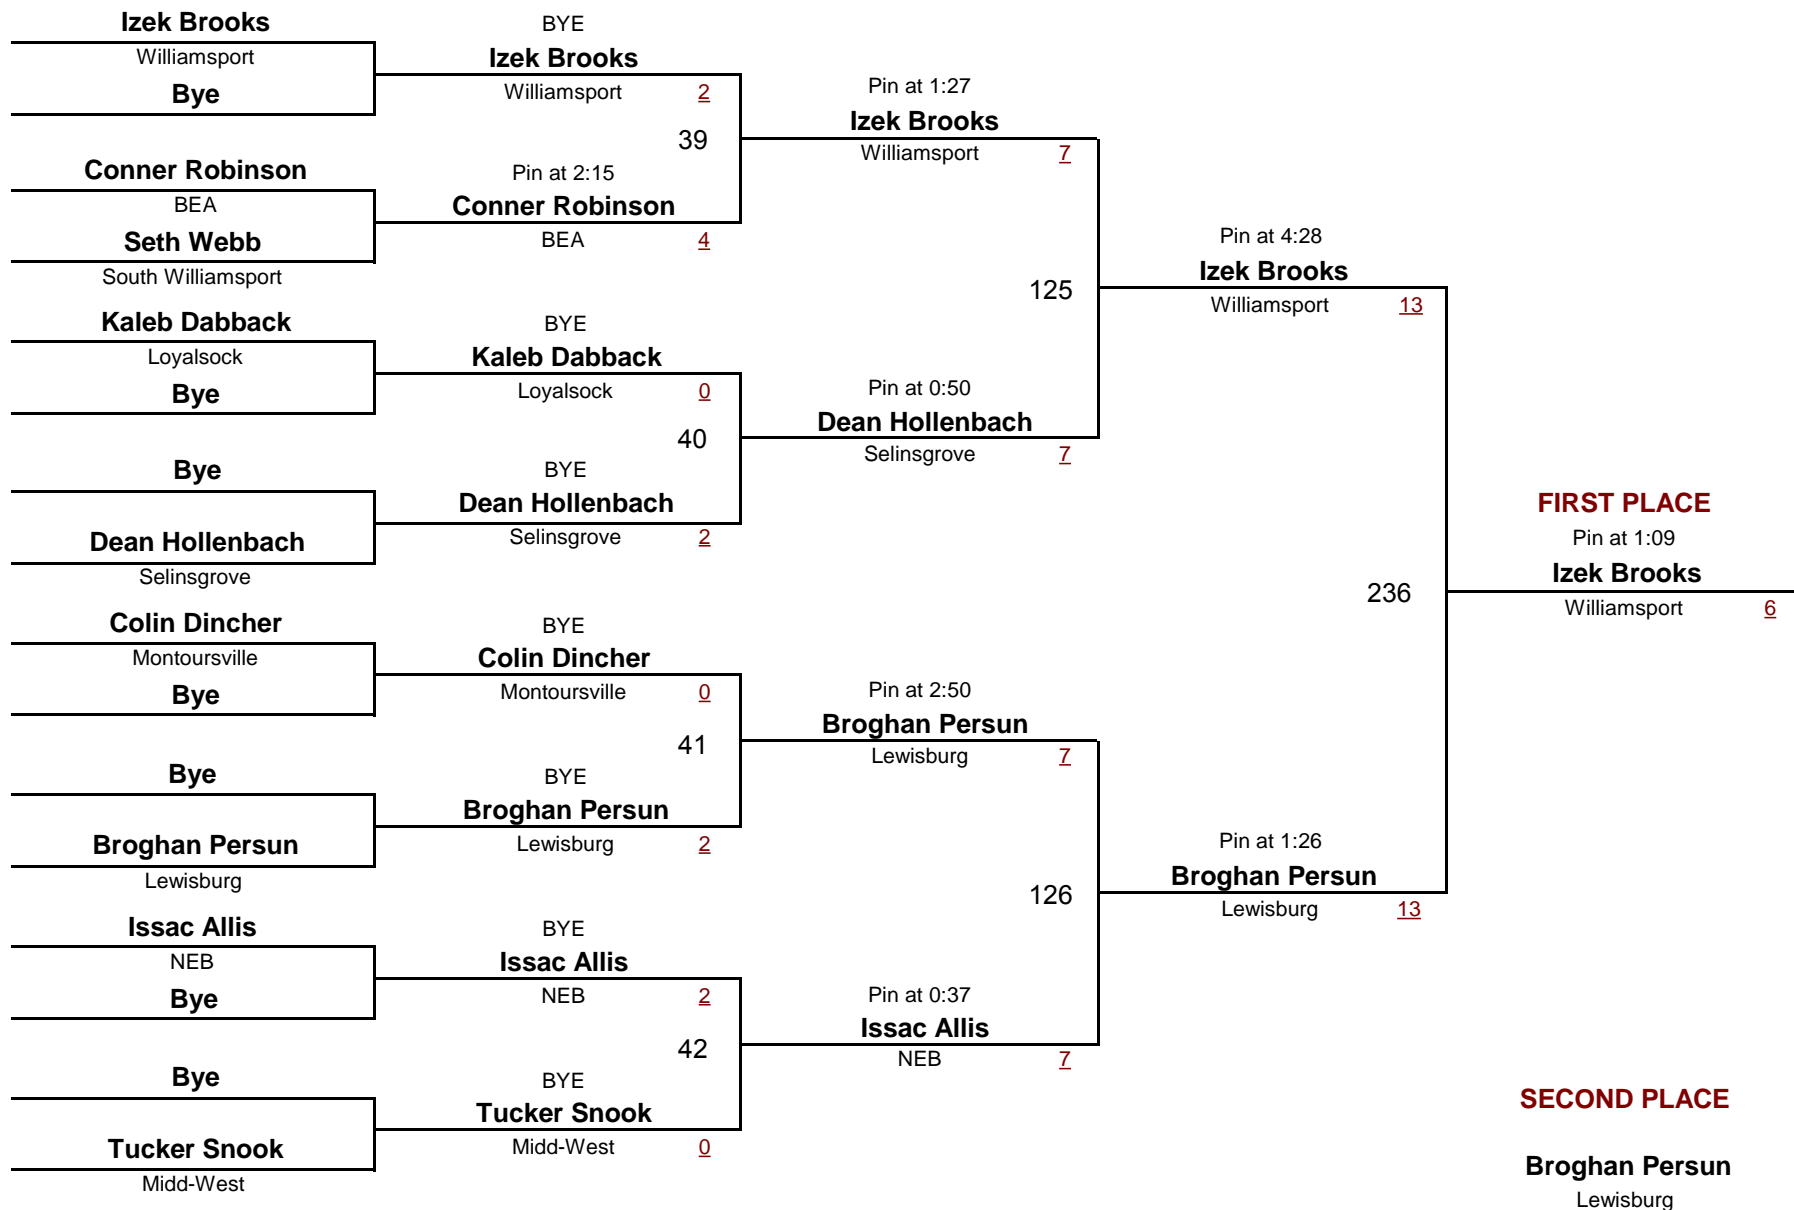 Izek Brooks
Williamsport
Bye
Conner Robinson
BEA
Seth Webb
South Williamsport
Kaleb Dabback
Loyalsock
Bye
Bye
Dean Hollenbach
Selinsgrove
Colin Dincher
Montoursville
Bye
Bye
Broghan Persun
Lewisburg
Issac Allis
NEB
Bye
Bye
Tucker Snook
Midd-West
BYE
Izek Brooks
Williamsport 2
39
Pin at 2:15
Conner Robinson
BEA 4
BYE
Kaleb Dabback
Loyalsock 0
40
BYE
Dean Hollenbach
Selinsgrove 2
BYE
Colin Dincher
Montoursville 0
41
BYE
Broghan Persun
Lewisburg 2
BYE
Issac Allis
NEB 2
42
BYE
Tucker Snook
Midd-West 0
Pin at 1:27
Izek Brooks
Williamsport 7
125
Pin at 0:50
Dean Hollenbach
Selinsgrove 7
Pin at 2:50
Broghan Persun
Lewisburg 7
126
Pin at 0:37
Issac Allis
NEB 7
Pin at 4:28
Izek Brooks
Williamsport 13
236
Pin at 1:26
Broghan Persun
Lewisburg 13
FIRST PLACE
Pin at 1:09
Izek Brooks
Williamsport 6
SECOND PLACE
Broghan Persun
Lewisburg